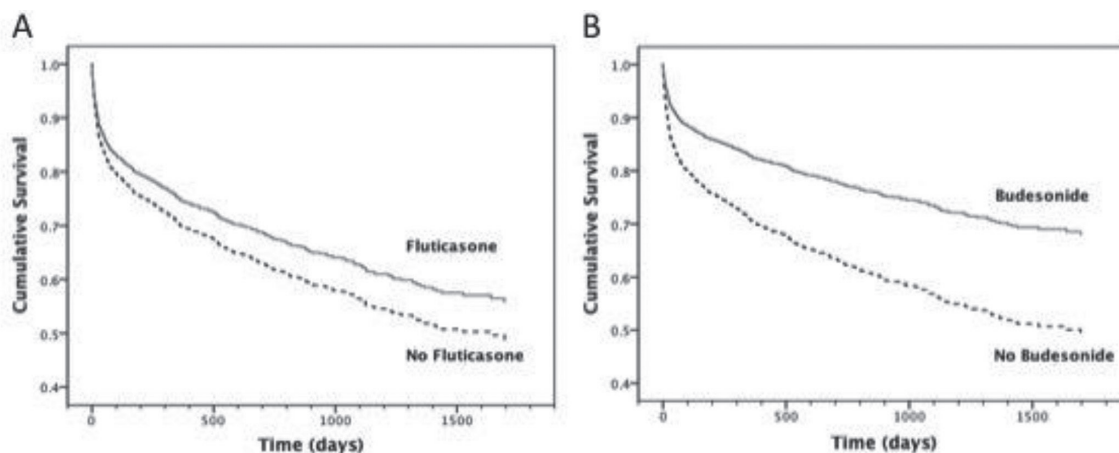 A
Cumulative Survival
1.0
0.9
0.8
0.7
0.6
0.5
0.4
Fluticasone
No Fluticasone
0
500
1000
1500
Time (days)
B
Cumulative Survival
1.0
0.9
0.8
0.7
0.6
0.5
0.4
Budesonide
No Budesonide
0
500
1000
1500
Time (days)